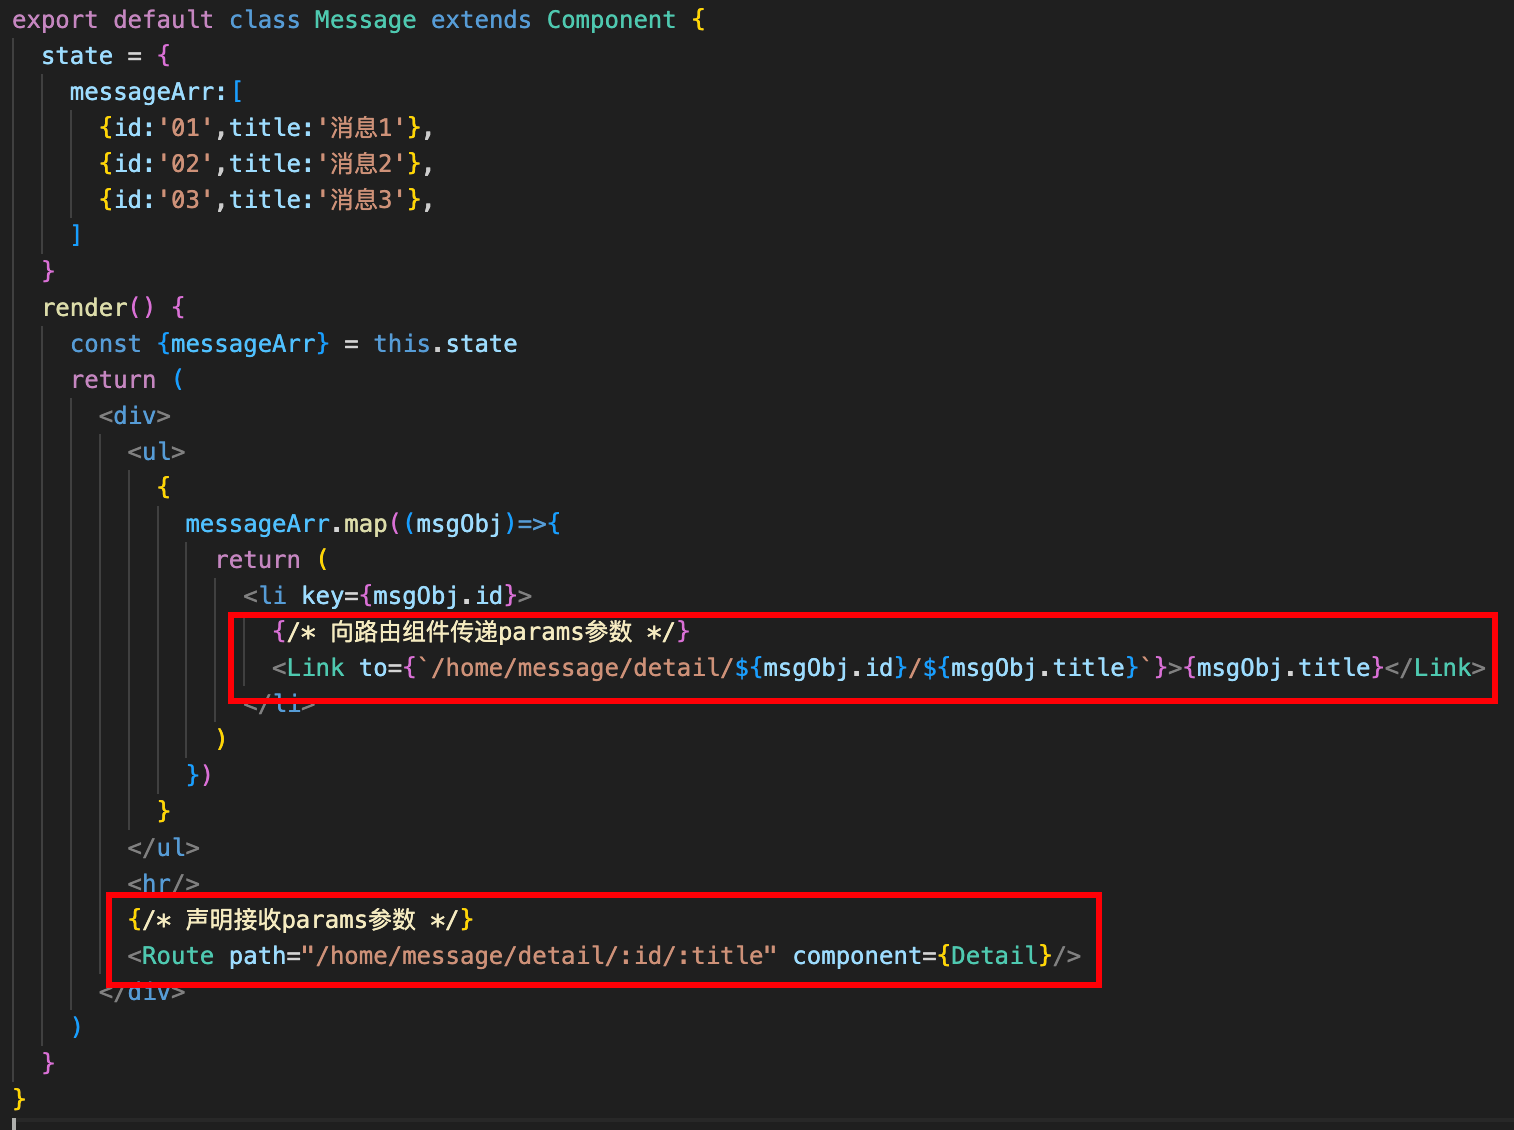 export default class Message extends Component {
state = {
messageArr:[
{id:'01',title:'消息1'},
{id:'02',title:'消息2'},
{id:'03',title:'消息3'},
]
}
render() {
const {messageArr} = this.state
return (
<div>
<ul>
{
messageArr.map((msgObj)=>{
return (
<li key={msgObj.id}>
{/* 向路由组件传递params参数 */}
<Link to={`/home/message/detail/${msgObj.id}/${msgObj.title}`}>{msgObj.title}</Link>
</li>
)
})
}
</ul>
<hr/>
{/* 声明接收params参数 */}
<Route path="/home/message/detail/:id/:title" component={Detail}/>
</div>
)
}
}